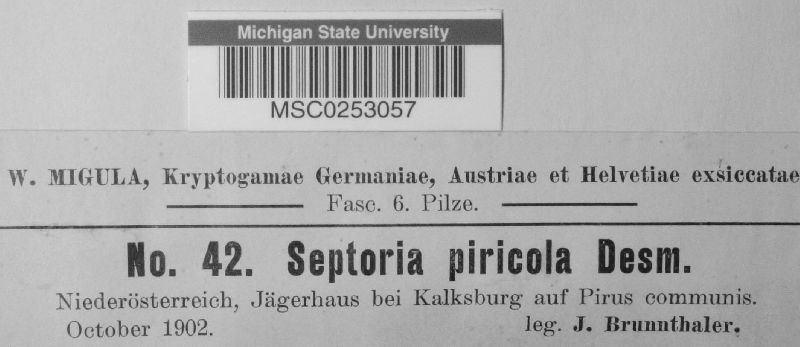 Michigan State University
MSC0253057
W. MIGULA, Kryptogamae Germaniae, Austriae et Helvetiae exsiccatae
Fasc. 6. Pilze.
No. 42. Septoria piricola Desm.
Niederösterreich, Jägerhaus bei Kalksburg auf Pirus communis.
October 1902. leg. J. Brunnthaler.